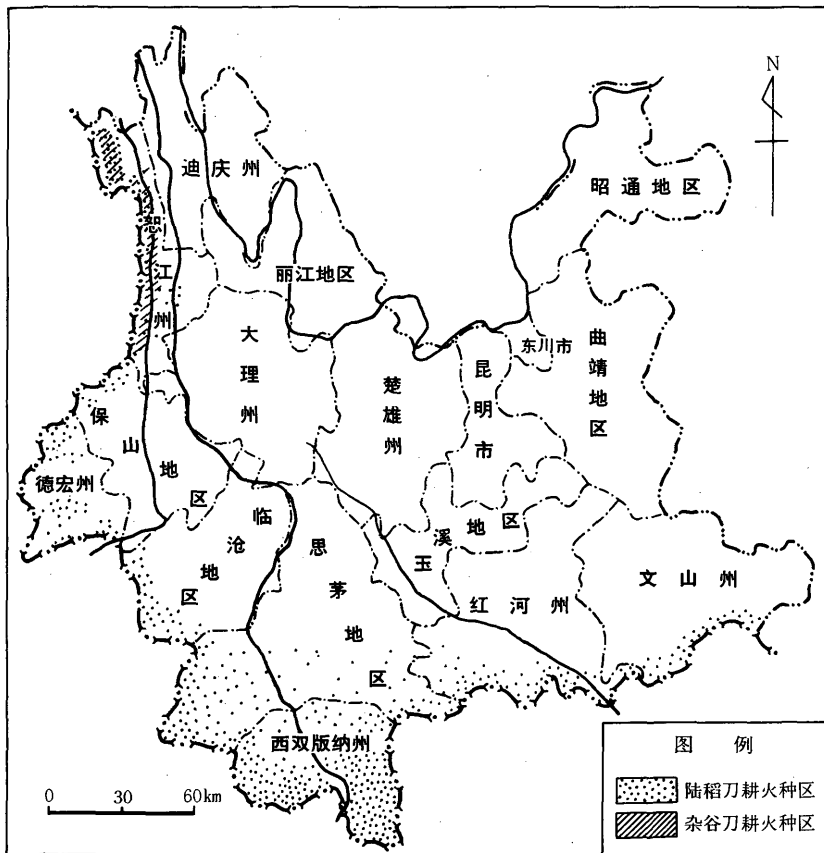 N
迪庆州
昭通地区
怒江州
丽江地区
大理州
楚雄州
昆明市
东川市
曲靖地区
保山地区
德宏州
临沧地区
思茅地区
玉溪地区
红河州
文山州
西双版纳州
0 30 60km
图 例
陆稻刀耕火种区
杂谷刀耕火种区